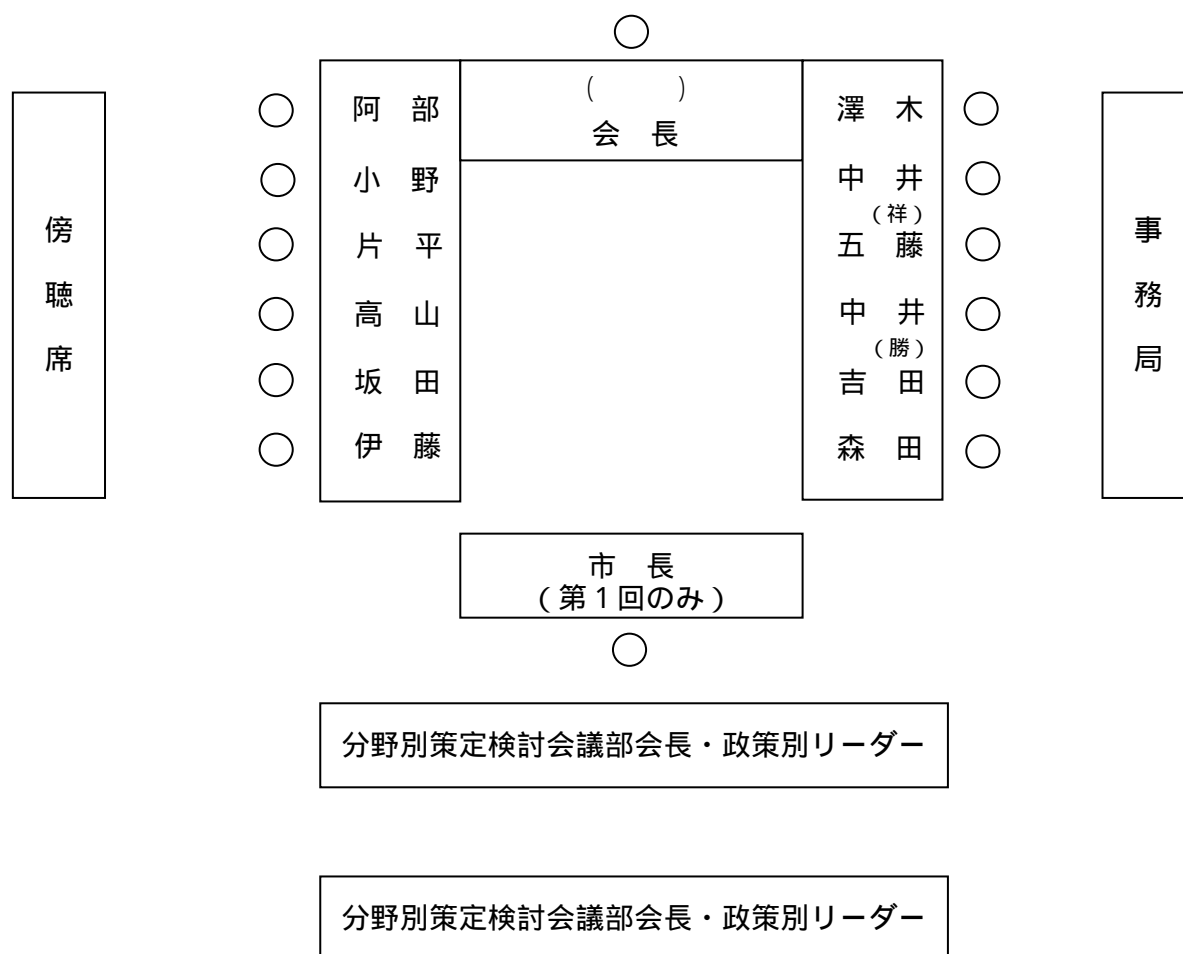 (　　　)
会　長
阿　部
小　野
片　平
高　山
坂　田
伊　藤
澤　木
中　井
（祥）
五　藤
中　井
（勝）
吉　田
森　田
傍
聴
席
事
務
局
市　長
（第１回のみ）
分野別策定検討会議部会長・政策別リーダー
分野別策定検討会議部会長・政策別リーダー